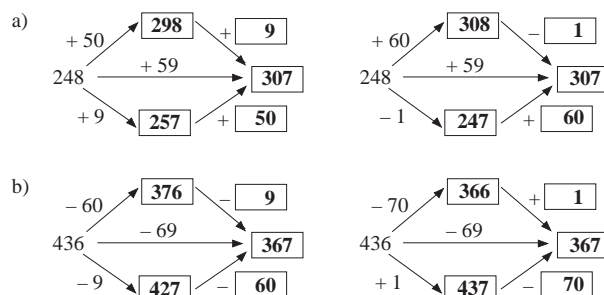 a) 298 + 9 308 – 1
+ 50 + 60
248 + 59 307 248 + 59 307
+ 9 257 + 50 – 1 247 + 60
b) 376 – 9 366 + 1
– 60 – 70
436 – 69 367 436 – 69 367
– 9 427 – 60 + 1 437 – 70